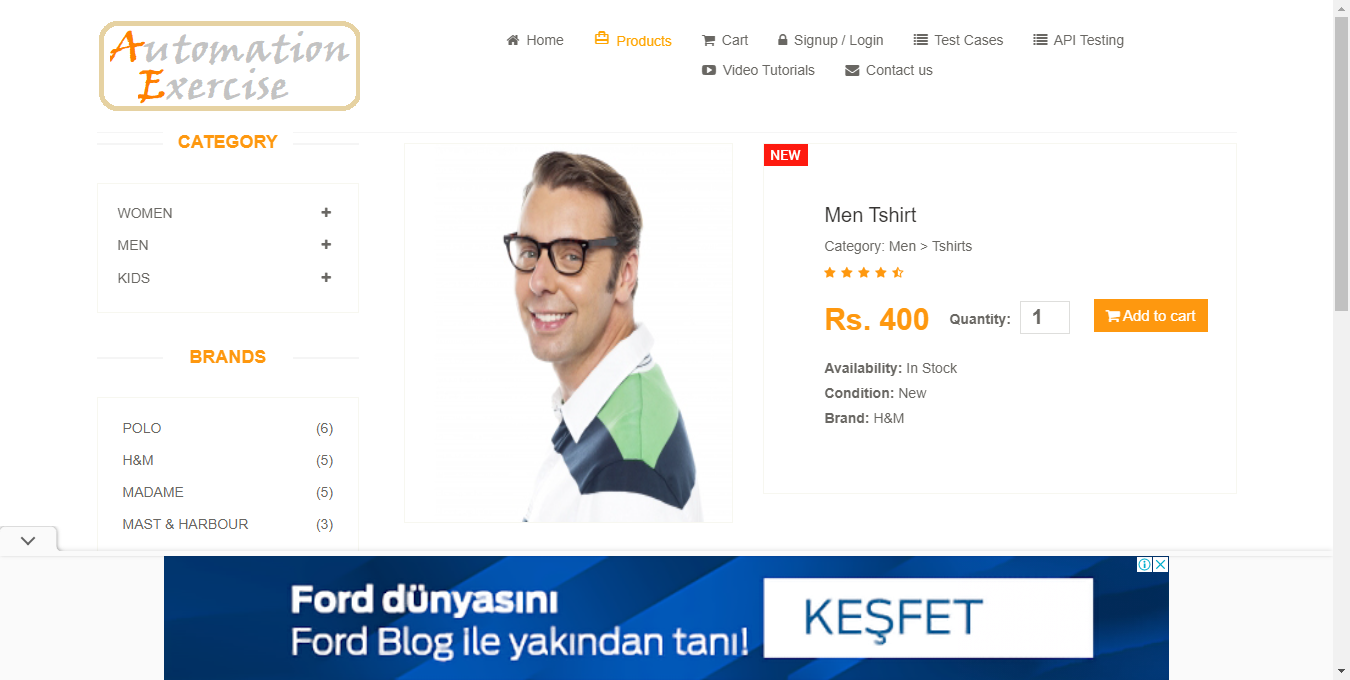 Automation
Exercise
Home
Products
Cart
Signup / Login
Test Cases
API Testing
Video Tutorials
Contact us
CATEGORY
WOMEN
MEN
KIDS
BRANDS
POLO (6)
H&M (5)
MADAME (5)
MAST & HARBOUR (3)
NEW
Men Tshirt
Category: Men > Tshirts
Rs. 400 Quantity: 1 Add to cart
Availability: In Stock
Condition: New
Brand: H&M
Ford dünyasını
Ford Blog ile yakından tanı!
KEŞFET